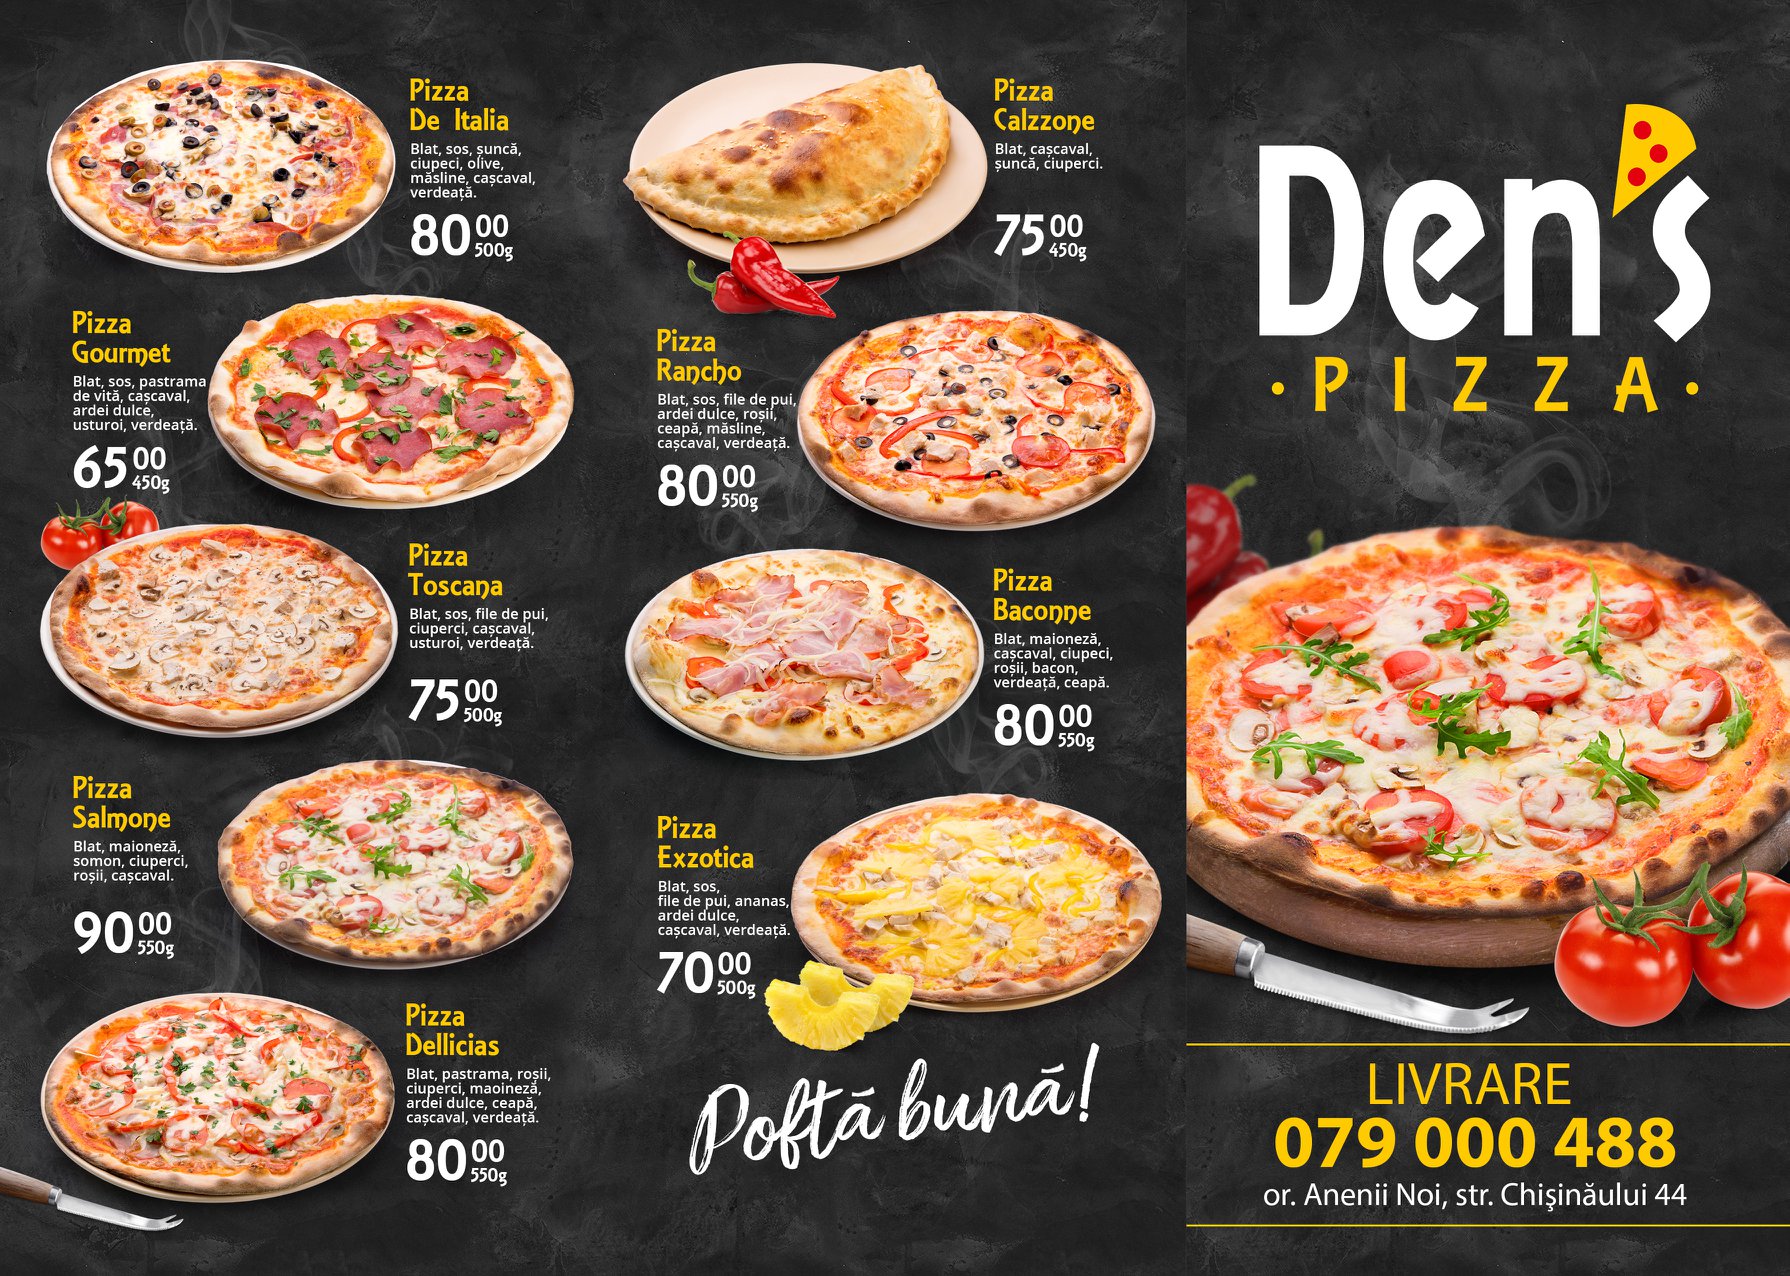 Pizza
De Italia
Blat, sos, șuncă,
ciupeci, olive,
măsline, cașcaval,
verdeață.
80 00
500g
Pizza
Gourmet
Blat, sos, pastrama
de vită, cașcaval,
ardei dulce,
usturoi, verdeață.
65 00
450g
Pizza
Toscana
Blat, sos, file de pui,
ciuperci, cașcaval,
usturoi, verdeață.
75 00
500g
Pizza
Salmone
Blat, maioneză,
somon, ciuperci,
roșii, cașcaval.
90 00
550g
Pizza
Dellicias
Blat, pastrama, roșii,
ciuperci, maoineză,
ardei dulce, ceapă,
cașcaval, verdeață.
80 00
550g
Pizza
Calzzone
Blat, cașcaval,
șuncă, ciuperci.
75 00
450g
Pizza
Rancho
Blat, sos, file de pui,
ardei dulce, roșii,
ceapă, măsline,
cașcaval, verdeață.
80 00
550g
Pizza
Baconne
Blat, maioneză,
cașcaval, ciupeci,
roșii, bacon,
verdeață, ceapă.
80 00
550g
Pizza
Exzotica
Blat, sos,
file de pui, ananas,
ardei dulce,
cașcaval, verdeață.
70 00
500g
Poftă bună!
Den's
• PIZZA •
LIVRARE
079 000 488
or. Anenii Noi, str. Chişinăului 44